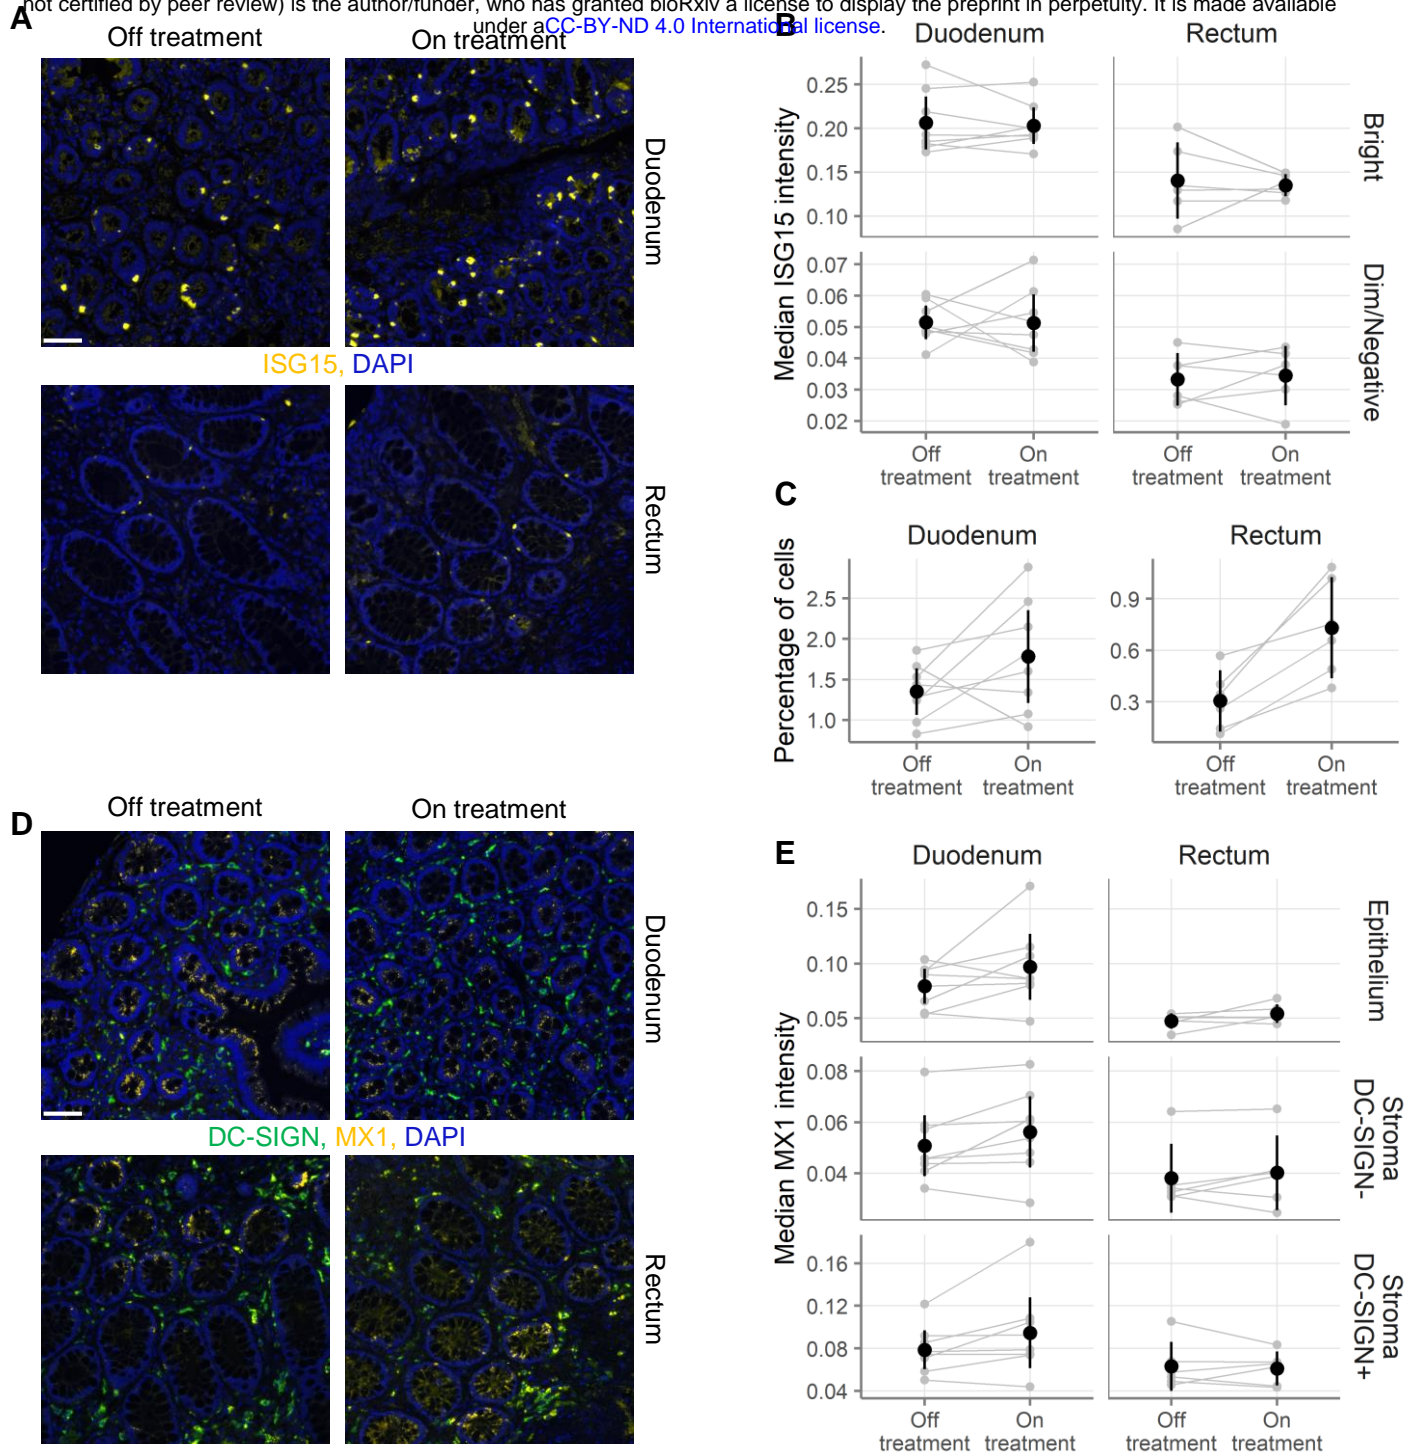 not certified by peer review) is the author/funder, who has granted bioRxiv a license to display the preprint in perpetuity. It is made available
under aCC-BY-ND 4.0 International license.
A
Off treatment
On treatment
Duodenum
ISG15, DAPI
Rectum
B
Duodenum
Rectum
Median ISG15 intensity
0.25
0.20
0.15
0.10
Bright
0.07
0.06
0.05
0.04
0.03
0.02
Dim/Negative
Off treatment
On treatment
Off treatment
On treatment
C
Duodenum
Rectum
Percentage of cells
2.5
2.0
1.5
1.0
0.9
0.6
0.3
Off treatment
On treatment
Off treatment
On treatment
D
Off treatment
On treatment
Duodenum
DC-SIGN, MX1, DAPI
Rectum
E
Duodenum
Rectum
Median MX1 intensity
0.15
0.10
0.05
Epithelium
0.08
0.06
0.04
Stroma
DC-SIGN-
0.16
0.12
0.08
0.04
Stroma
DC-SIGN+
Off treatment
On treatment
Off treatment
On treatment